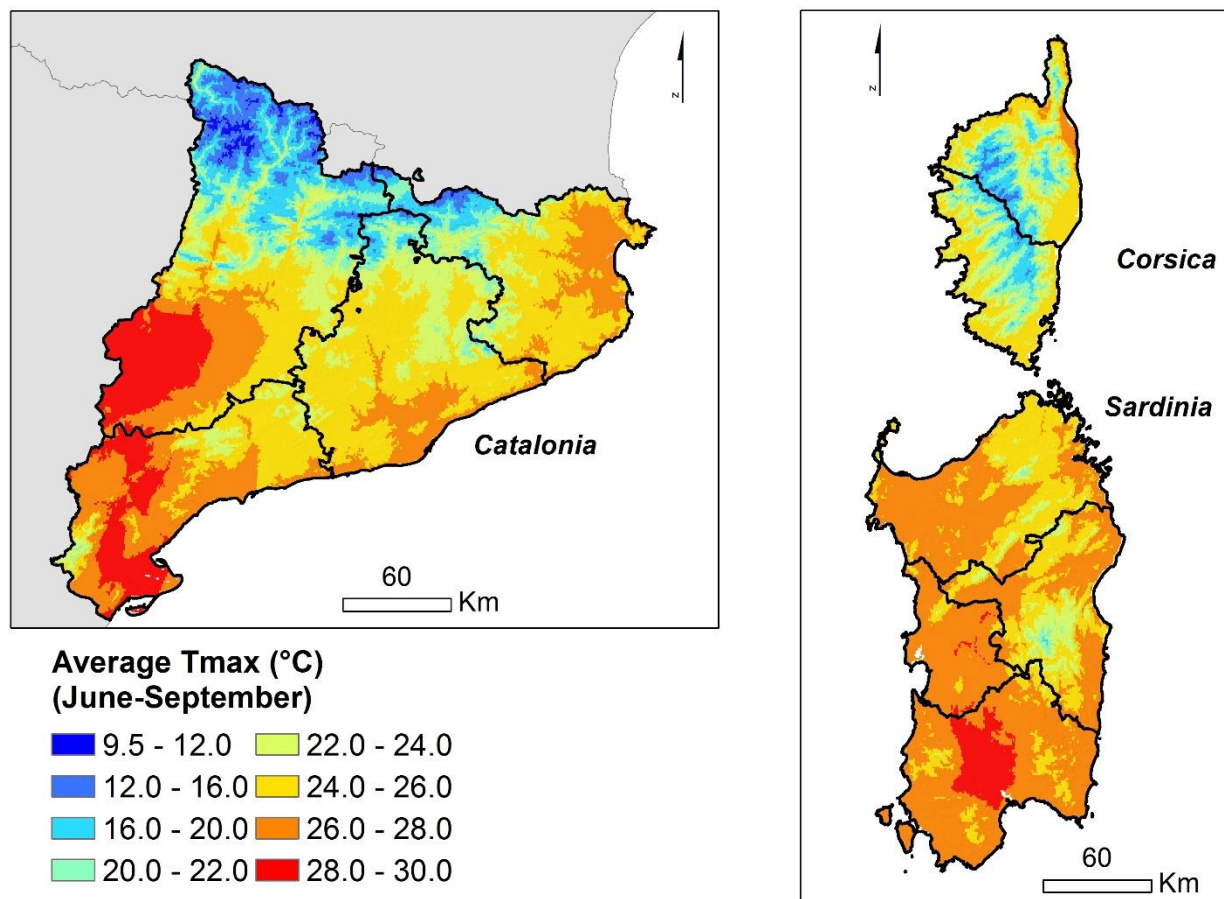 N
Catalonia
60
Km
Average Tmax (°C)
(June-September)
9.5 - 12.0
12.0 - 16.0
16.0 - 20.0
20.0 - 22.0
22.0 - 24.0
24.0 - 26.0
26.0 - 28.0
28.0 - 30.0
N
Corsica
Sardinia
60
Km